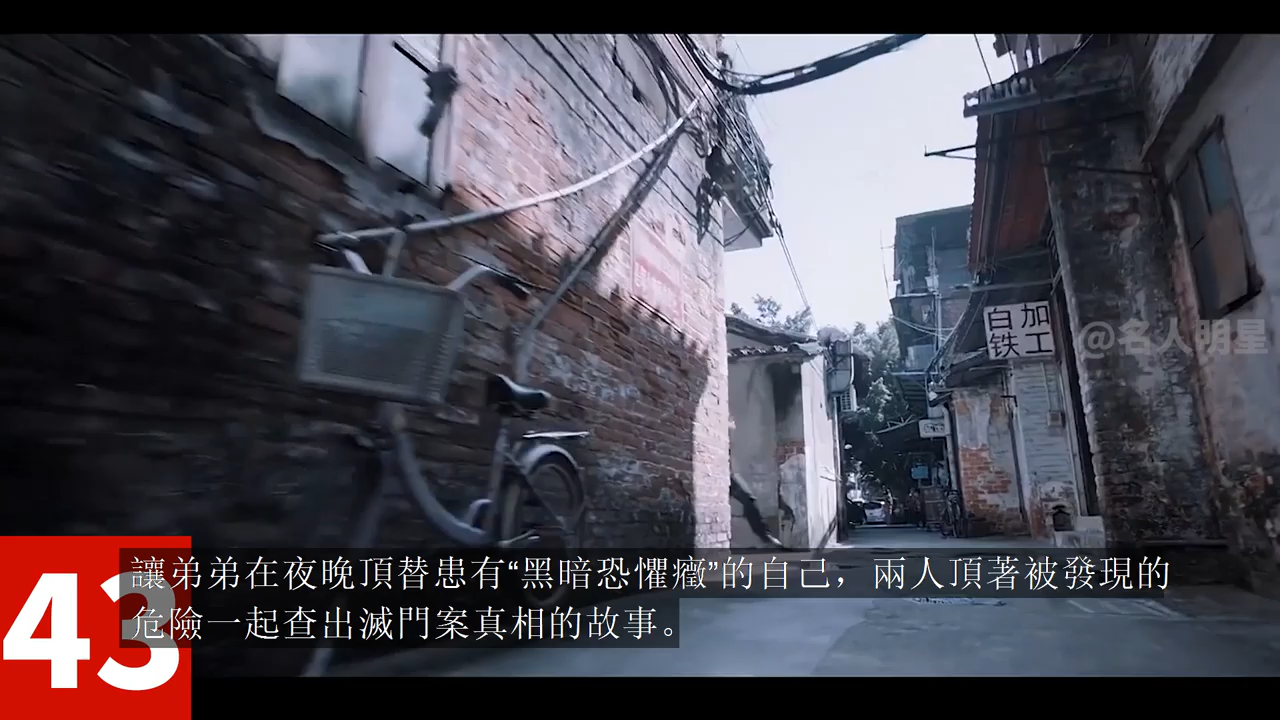 白加
铁工
@名人明星
43
讓弟弟在夜晚頂替患有“黑暗恐懼癥”的自己，兩人頂著被發現的
危險一起查出滅門案真相的故事。